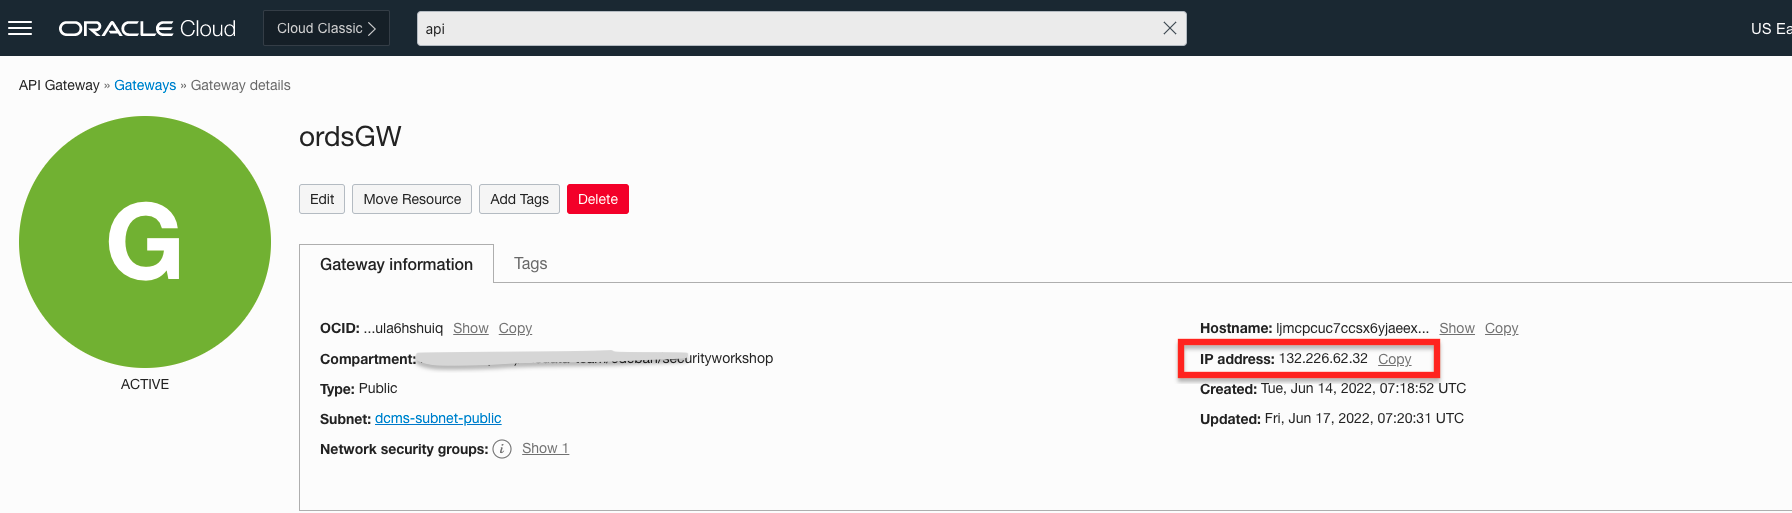 ORACLE Cloud
Cloud Classic
api
US Ea
API Gateway » Gateways » Gateway details
G
ACTIVE
ordsGW
Edit
Move Resource
Add Tags
Delete
Gateway information
Tags
OCID: ...ula6hshuiq Show Copy
Compartment: securityworkshop
Type: Public
Subnet: dcms-subnet-public
Network security groups: i Show 1
Hostname: ljmcpcuc7ccsx6yjaeex... Show Copy
IP address: 132.226.62.32 Copy
Created: Tue, Jun 14, 2022, 07:18:52 UTC
Updated: Fri, Jun 17, 2022, 07:20:31 UTC